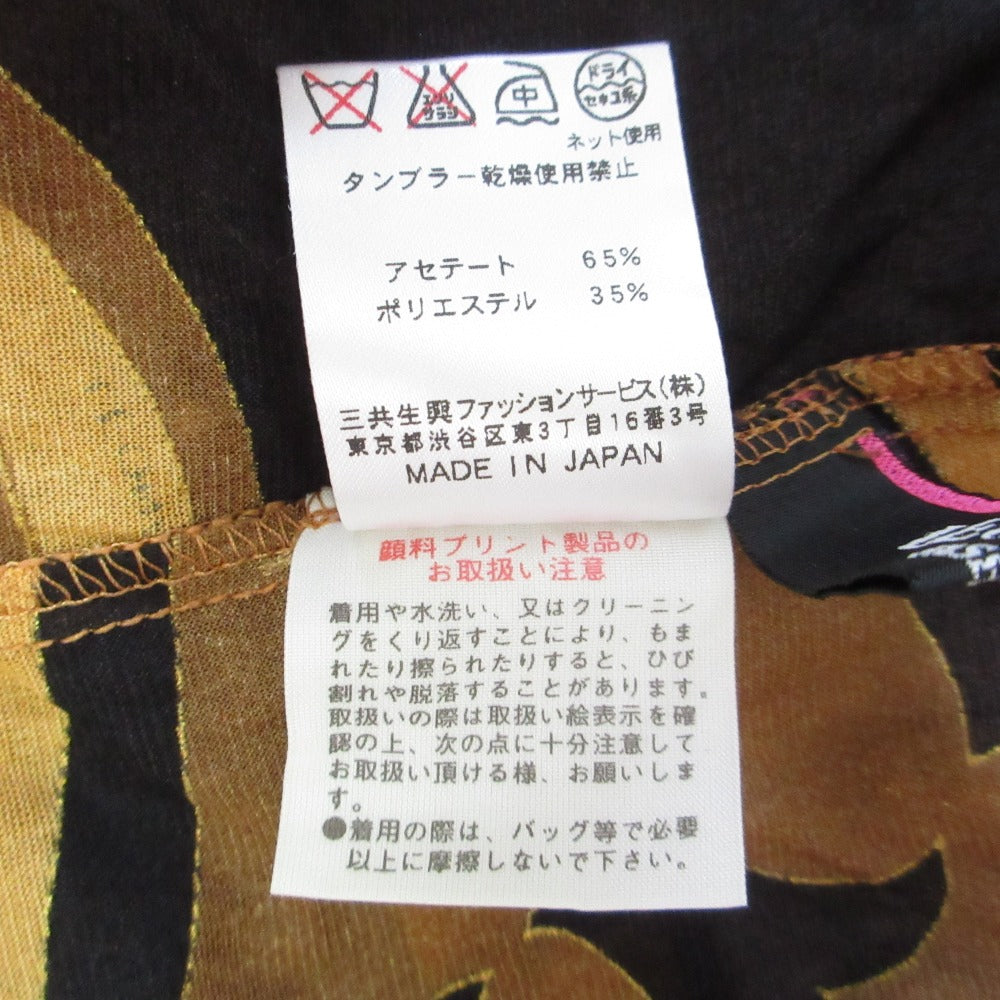 エンソ
サラシ
中
ドライ
セキユ系
ネット使用
タンブラー乾燥使用禁止
アセテート 65%
ポリエステル 35%
三共生興ファッションサービス(株)
東京都渋谷区東3丁目16番3号
MADE IN JAPAN
顔料プリント製品の
お取扱い注意
着用や水洗い、又はクリーニン
グをくり返すことにより、もま
れたり擦られたりすると、ひび
割れや脱落することがあります。
取扱いの際は取扱い絵表示を確
認の上、次の点に十分注意して
お取扱い頂ける様、お願いしま
す。
●着用の際は、バッグ等で必要
以上に摩擦しないで下さい。